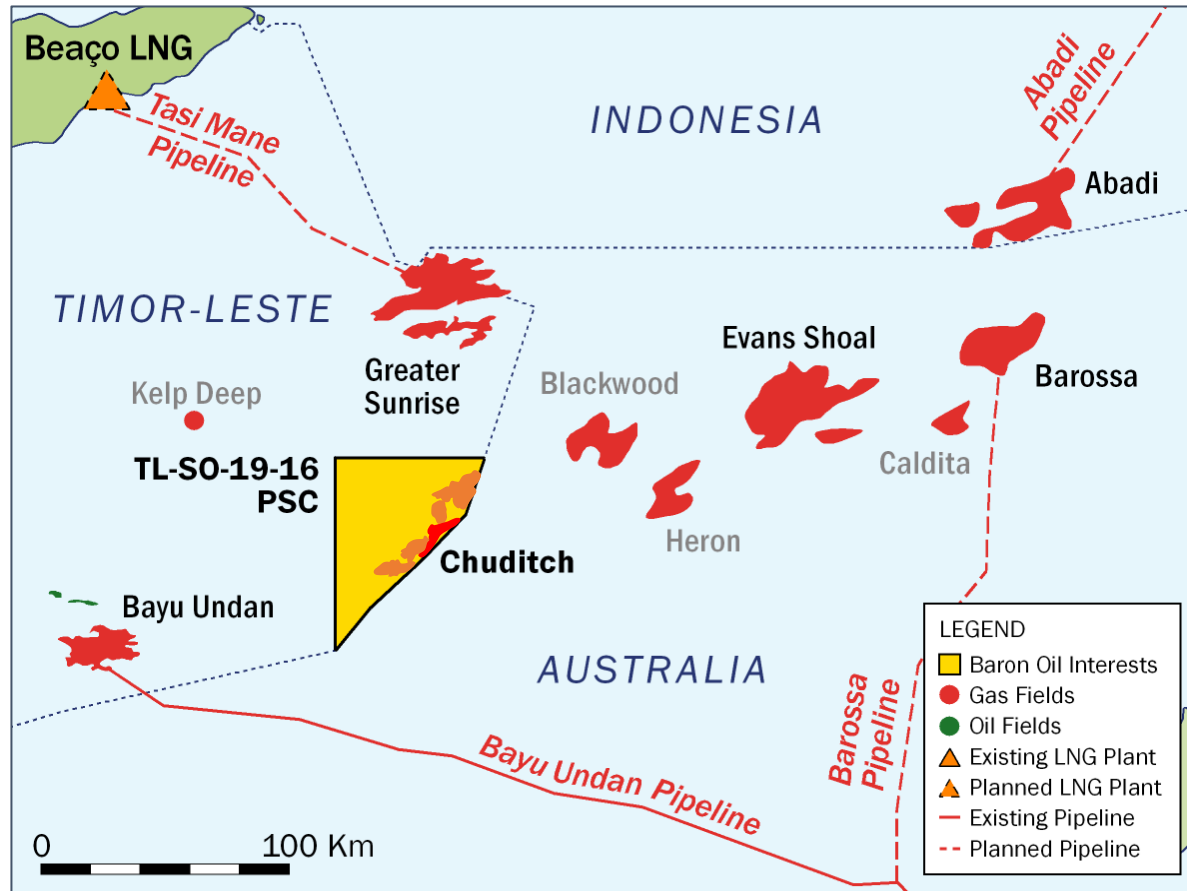 Beaço LNG
Tasi Mane
Pipeline
INDONESIA
Abadi
Pipeline
Abadi
TIMOR-LESTE
Greater
Sunrise
Kelp Deep
Blackwood
Evans Shoal
Barossa
Caldita
Heron
TL-SO-19-16
PSC
Chuditch
Bayu Undan
AUSTRALIA
Bayu Undan Pipeline
Barossa
Pipeline
0 100 Km
LEGEND
Baron Oil Interests
Gas Fields
Oil Fields
Existing LNG Plant
Planned LNG Plant
Existing Pipeline
Planned Pipeline